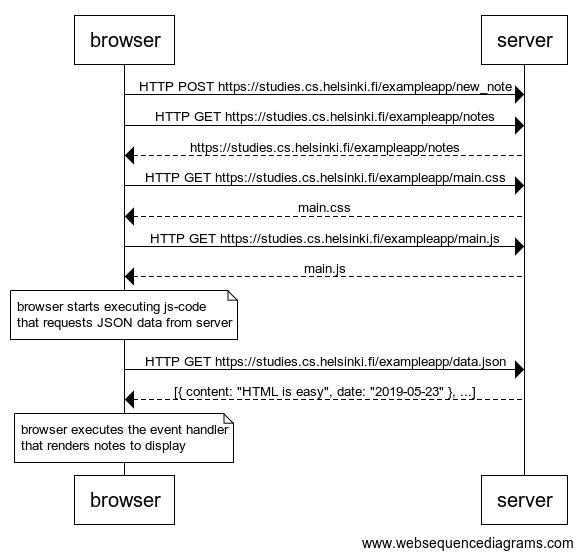 browser
server
HTTP POST https://studies.cs.helsinki.fi/exampleapp/new_note
HTTP GET https://studies.cs.helsinki.fi/exampleapp/notes
https://studies.cs.helsinki.fi/exampleapp/notes
HTTP GET https://studies.cs.helsinki.fi/exampleapp/main.css
main.css
HTTP GET https://studies.cs.helsinki.fi/exampleapp/main.js
main.js
browser starts executing js-code
that requests JSON data from server
HTTP GET https://studies.cs.helsinki.fi/exampleapp/data.json
[{ content: "HTML is easy", date: "2019-05-23" }, ...]
browser executes the event handler
that renders notes to display
browser
server
www.websequencediagrams.com